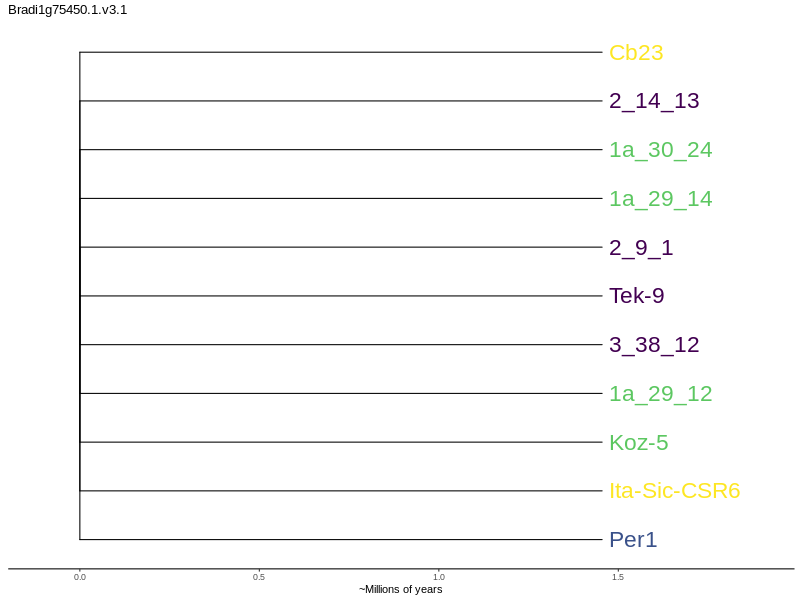 Bradi1g75450.1.v3.1
Cb23
2_14_13
1a_30_24
1a_29_14
2_9_1
Tek-9
3_38_12
1a_29_12
Koz-5
Ita-Sic-CSR6
Per1
0.0 0.5 1.0 1.5
~Millions of years